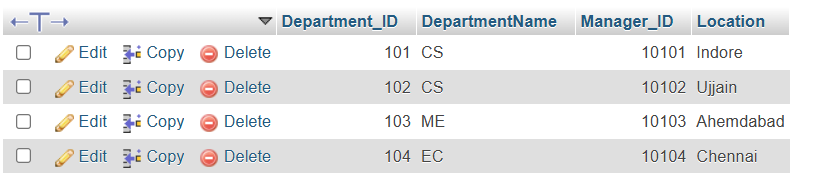 Department_ID DepartmentName Manager_ID Location
Edit Copy Delete 101 CS 10101 Indore
Edit Copy Delete 102 CS 10102 Ujjain
Edit Copy Delete 103 ME 10103 Ahemdabad
Edit Copy Delete 104 EC 10104 Chennai